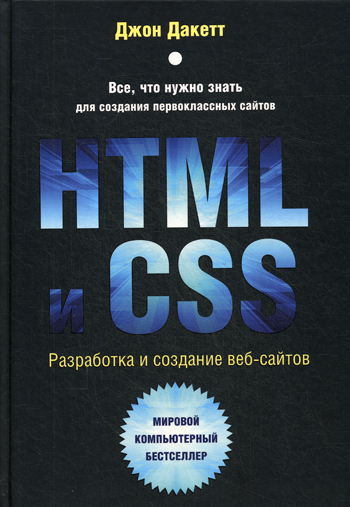 Джон Дакетт
Все, что нужно знать
для создания первоклассных сайтов
HTML
и CSS
Разработка и создание веб-сайтов
МИРОВОЙ
КОМПЬЮТЕРНЫЙ
БЕСТСЕЛЛЕР